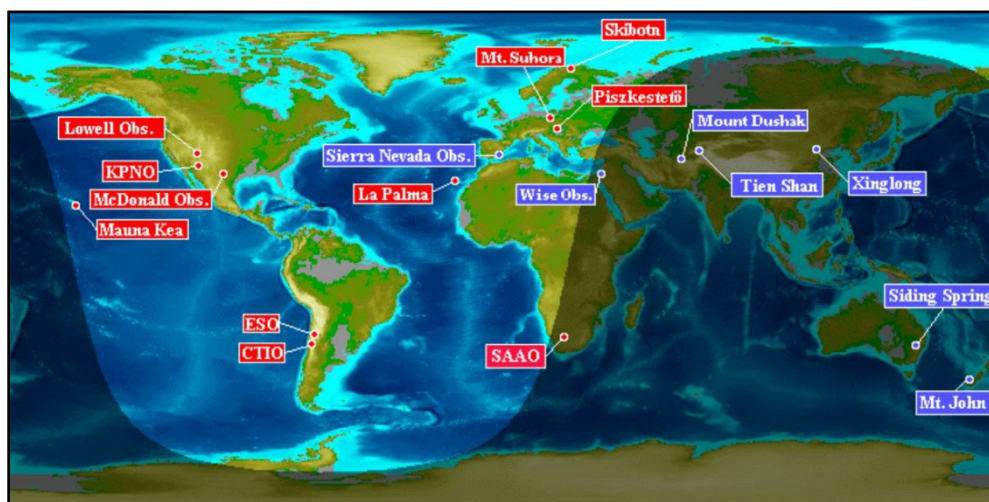 Skibotn
Mt. Suhora
Piszkestetö
Mount Dushak
Lowell Obs.
Sierra Nevada Obs.
KPNO
La Palma
Wise Obs.
Tien Shan
Xinglong
McDonald Obs.
Mauna Kea
Siding Spring
ESO
CTIO
SAAO
Mt. John